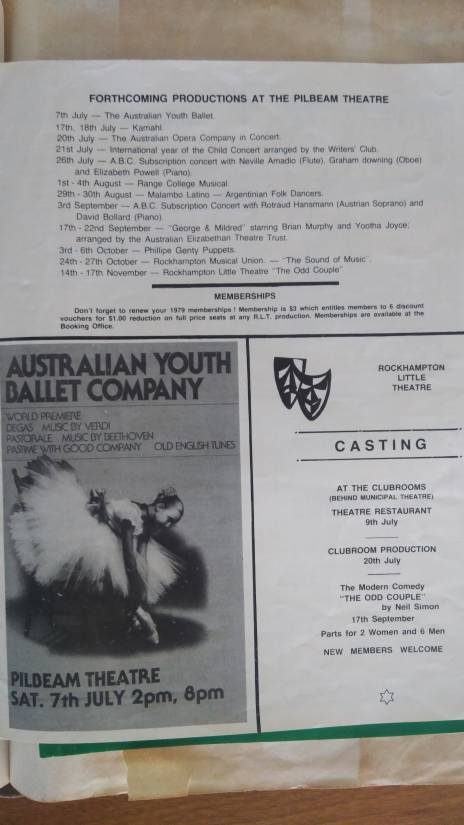 FORTHCOMING PRODUCTIONS AT THE PILBEAM THEATRE
7th July — The Australian Youth Ballet.
17th, 18th July — Kamahl.
20th July — The Australian Opera Company in Concert.
21st July — International year of the Child Concert arranged by the Writers' Club.
26th July — A.B.C. Subscription concert with Neville Amadio (Flute), Graham downing (Oboe)
and Elizabeth Powell (Piano).
1st - 4th August — Range College Musical.
29th - 30th August — Malambo Latino — Argentinian Folk Dancers.
3rd September — A.B.C. Subscription Concert with Rotraud Hansmann (Austrian Soprano) and
David Bollard (Piano).
17th - 22nd September — "George & Mildred" starring Brian Murphy and Yootha Joyce;
arranged by the Australian Elizabethan Theatre Trust.
3rd - 6th October — Phillipe Genty Puppets.
24th - 27th October — Rockhampton Musical Union. — "The Sound of Music".
14th - 17th November — Rockhampton Little Theatre "The Odd Couple"
MEMBERSHIPS
Don't forget to renew your 1979 memberships ! Membership is $3 which entitles members to 6 discount
vouchers for $1.00 reduction on full price seats at any R.L.T. production. Memberships are available at the
Booking Office.
AUSTRALIAN YOUTH
BALLET COMPANY
WORLD PREMIERE
DEGAS MUSIC BY VERDI
PASTORALE MUSIC BY BEETHOVEN
PASTIME WITH GOOD COMPANY OLD ENGLISH TUNES
PILBEAM THEATRE
SAT. 7th JULY 2pm, 8pm
ROCKHAMPTON
LITTLE
THEATRE
CASTING
AT THE CLUBROOMS
(BEHIND MUNICIPAL THEATRE)
THEATRE RESTAURANT
9th July
CLUBROOM PRODUCTION
20th July
The Modern Comedy
"THE ODD COUPLE"
by Neil Simon
17th September
Parts for 2 Women and 6 Men
NEW MEMBERS WELCOME